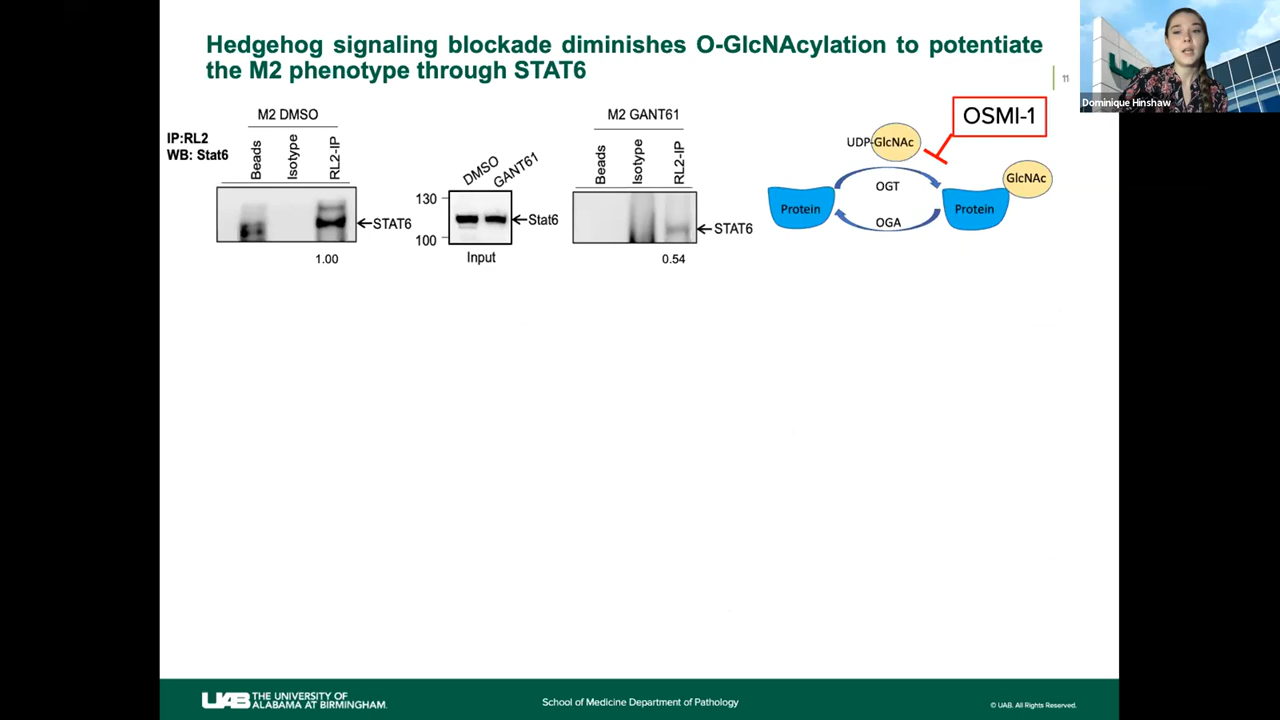 Hedgehog signaling blockade diminishes O-GlcNAcylation to potentiate
the M2 phenotype through STAT6
11
Dominique Hinshaw
IP:RL2
WB: Stat6
M2 DMSO
Beads
Isotype
RL2-IP
STAT6
1.00
DMSO
GANT61
130
100
Stat6
Input
M2 GANT61
Beads
Isotype
RL2-IP
STAT6
0.54
OSMI-1
UDP-GlcNAc
GlcNAc
OGT
Protein
Protein
OGA
UAB THE UNIVERSITY OF
ALABAMA AT BIRMINGHAM.
School of Medicine Department of Pathology
© UAB. All Rights Reserved.
UAB